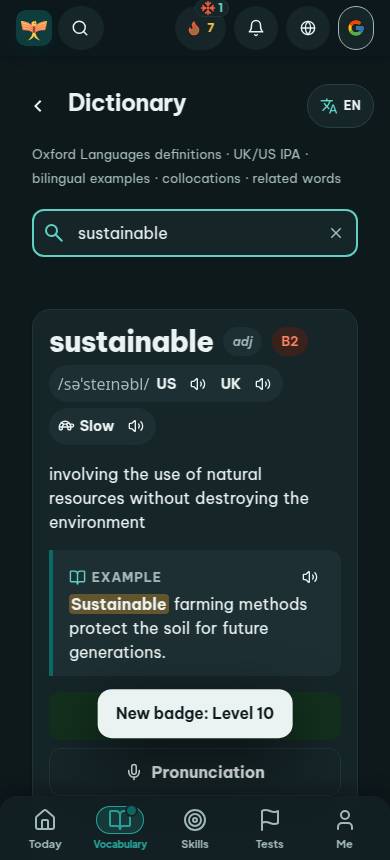 1
7
Dictionary
EN
Oxford Languages definitions · UK/US IPA ·
bilingual examples · collocations · related words
sustainable
sustainable adj B2
/səˈsteɪnəbl/ US UK
Slow
involving the use of natural
resources without destroying the
environment
EXAMPLE
Sustainable farming methods
protect the soil for future
generations.
New badge: Level 10
Pronunciation
Today Vocabulary Skills Tests Me